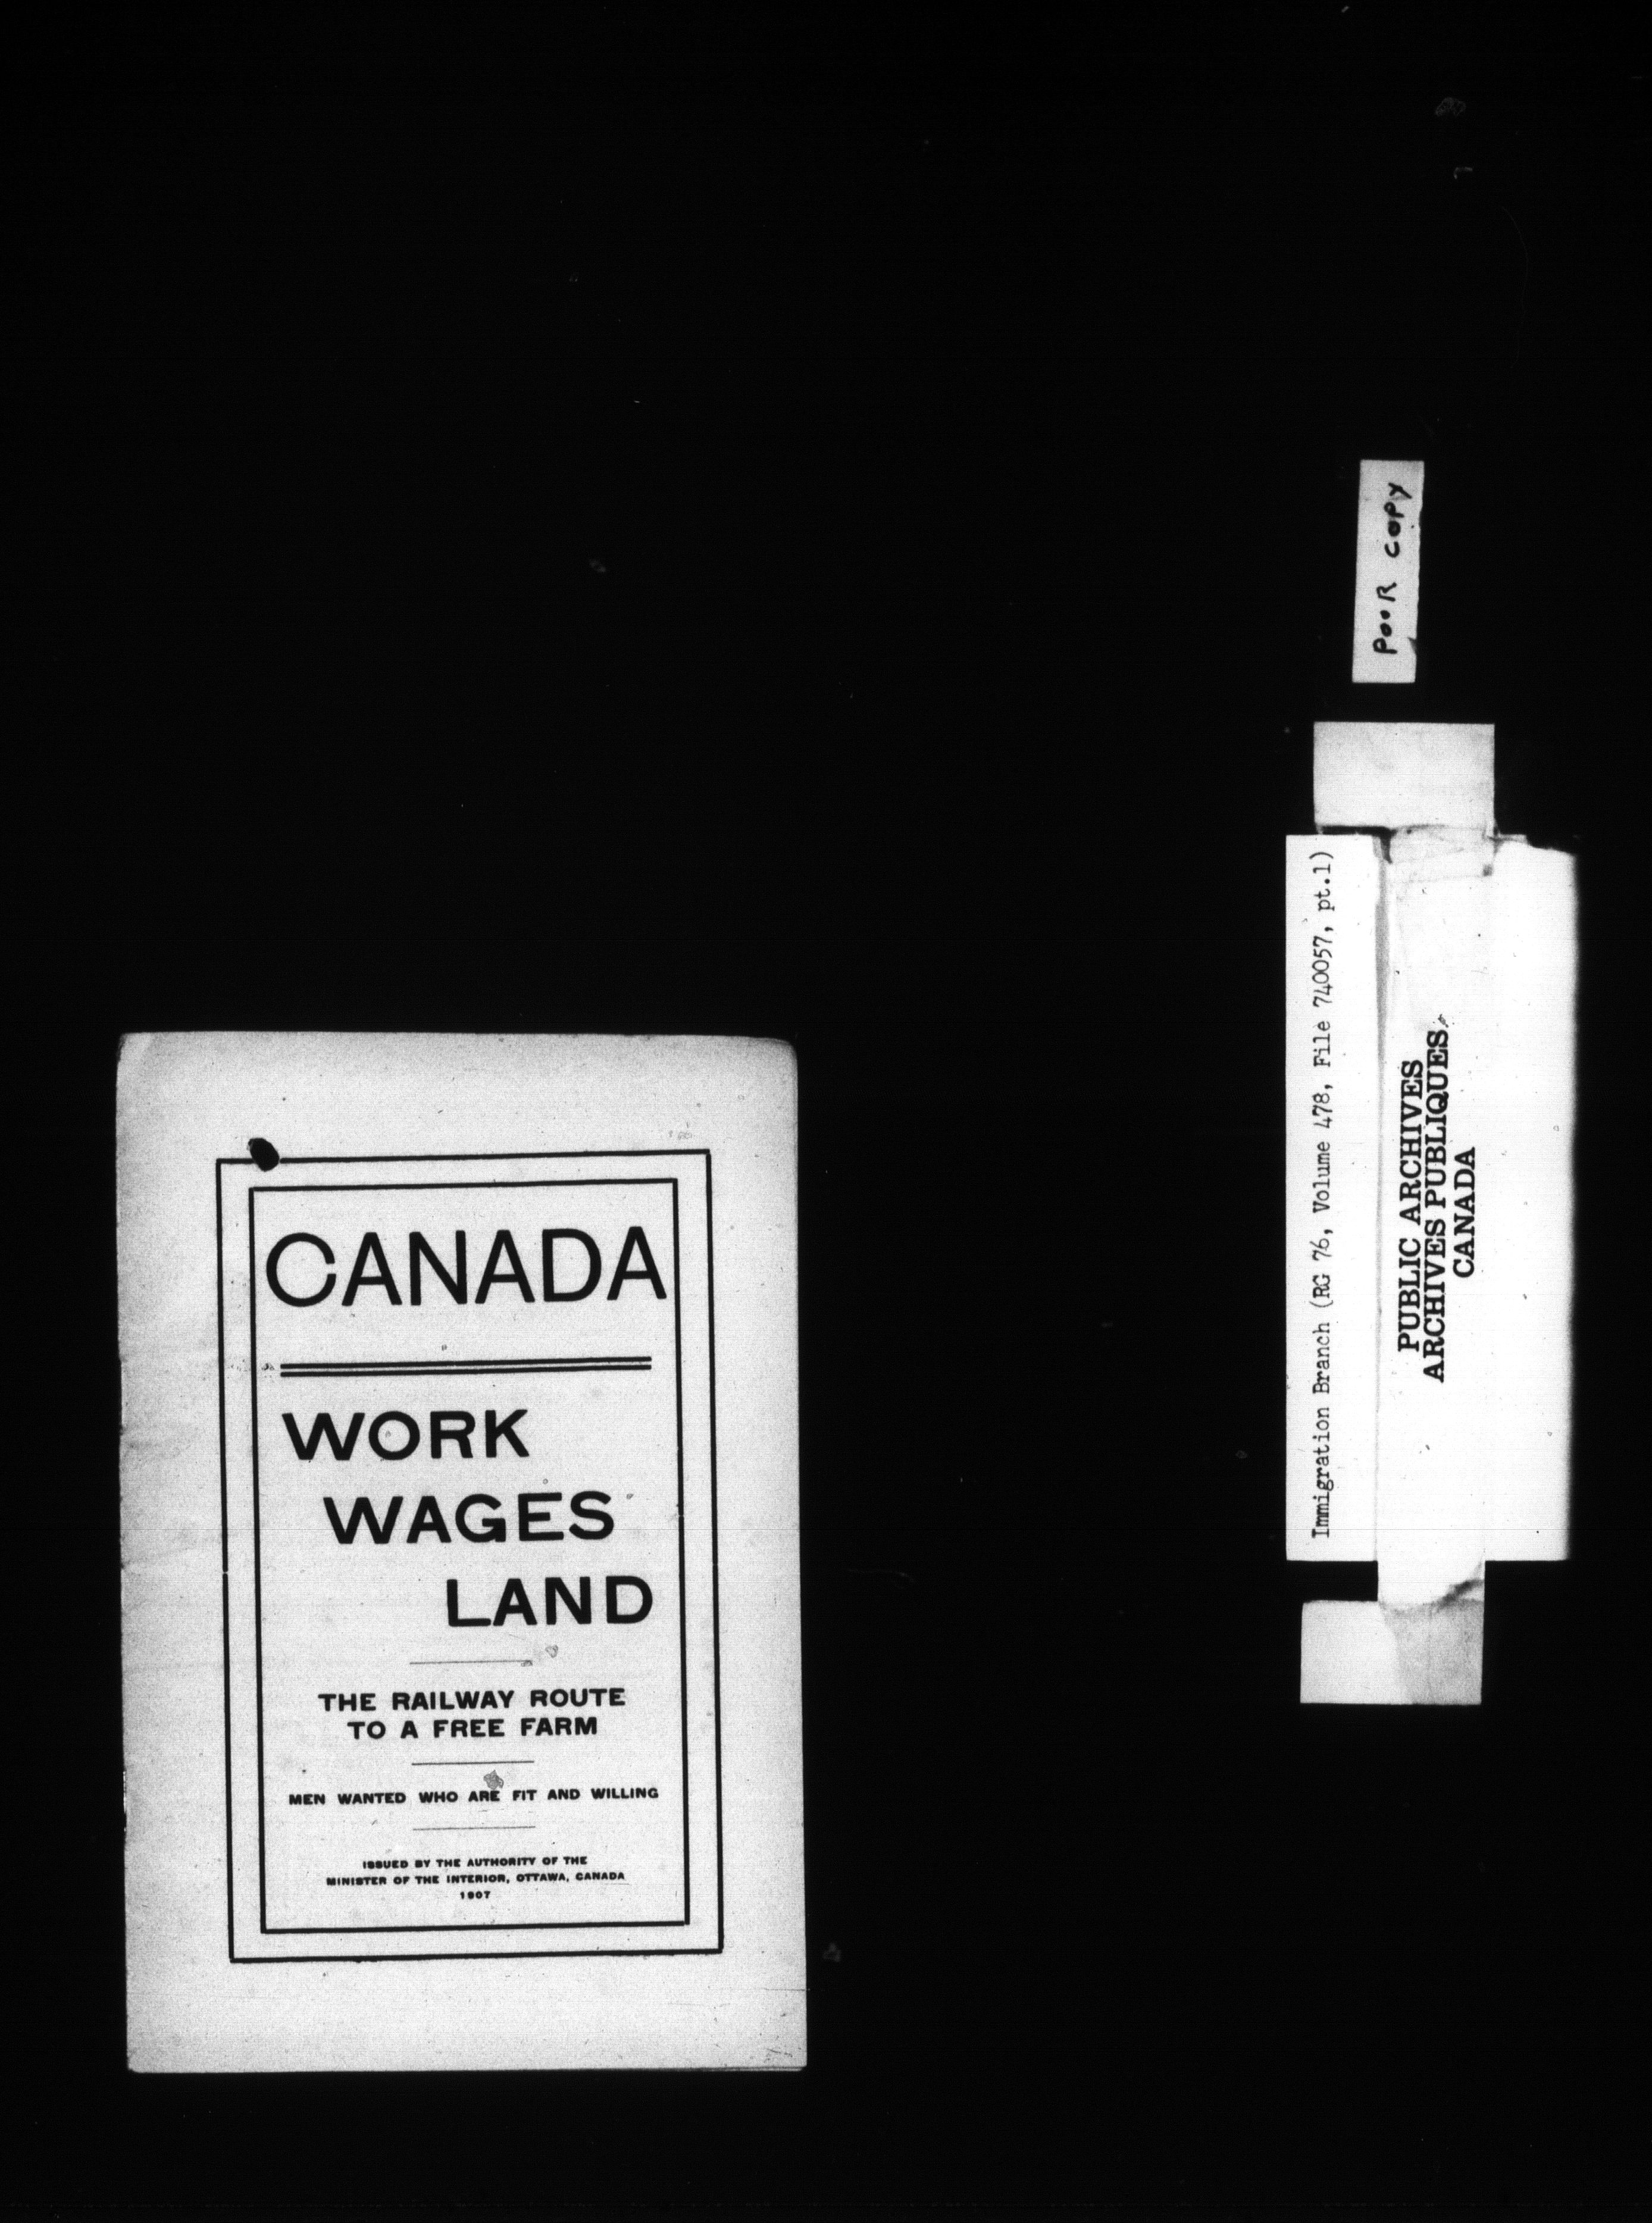 CANADA
WORK
WAGES
LAND
THE RAILWAY ROUTE
TO A FREE FARM
MEN WANTED WHO ARE FIT AND WILLING
ISSUED BY THE AUTHORITY OF THE
MINISTER OF THE INTERIOR, OTTAWA, CANADA
1907
POOR COPY
Immigration Branch (RG 76, Volume 478, File 740057, pt.1)
PUBLIC ARCHIVES
ARCHIVES PUBLIQUES
CANADA